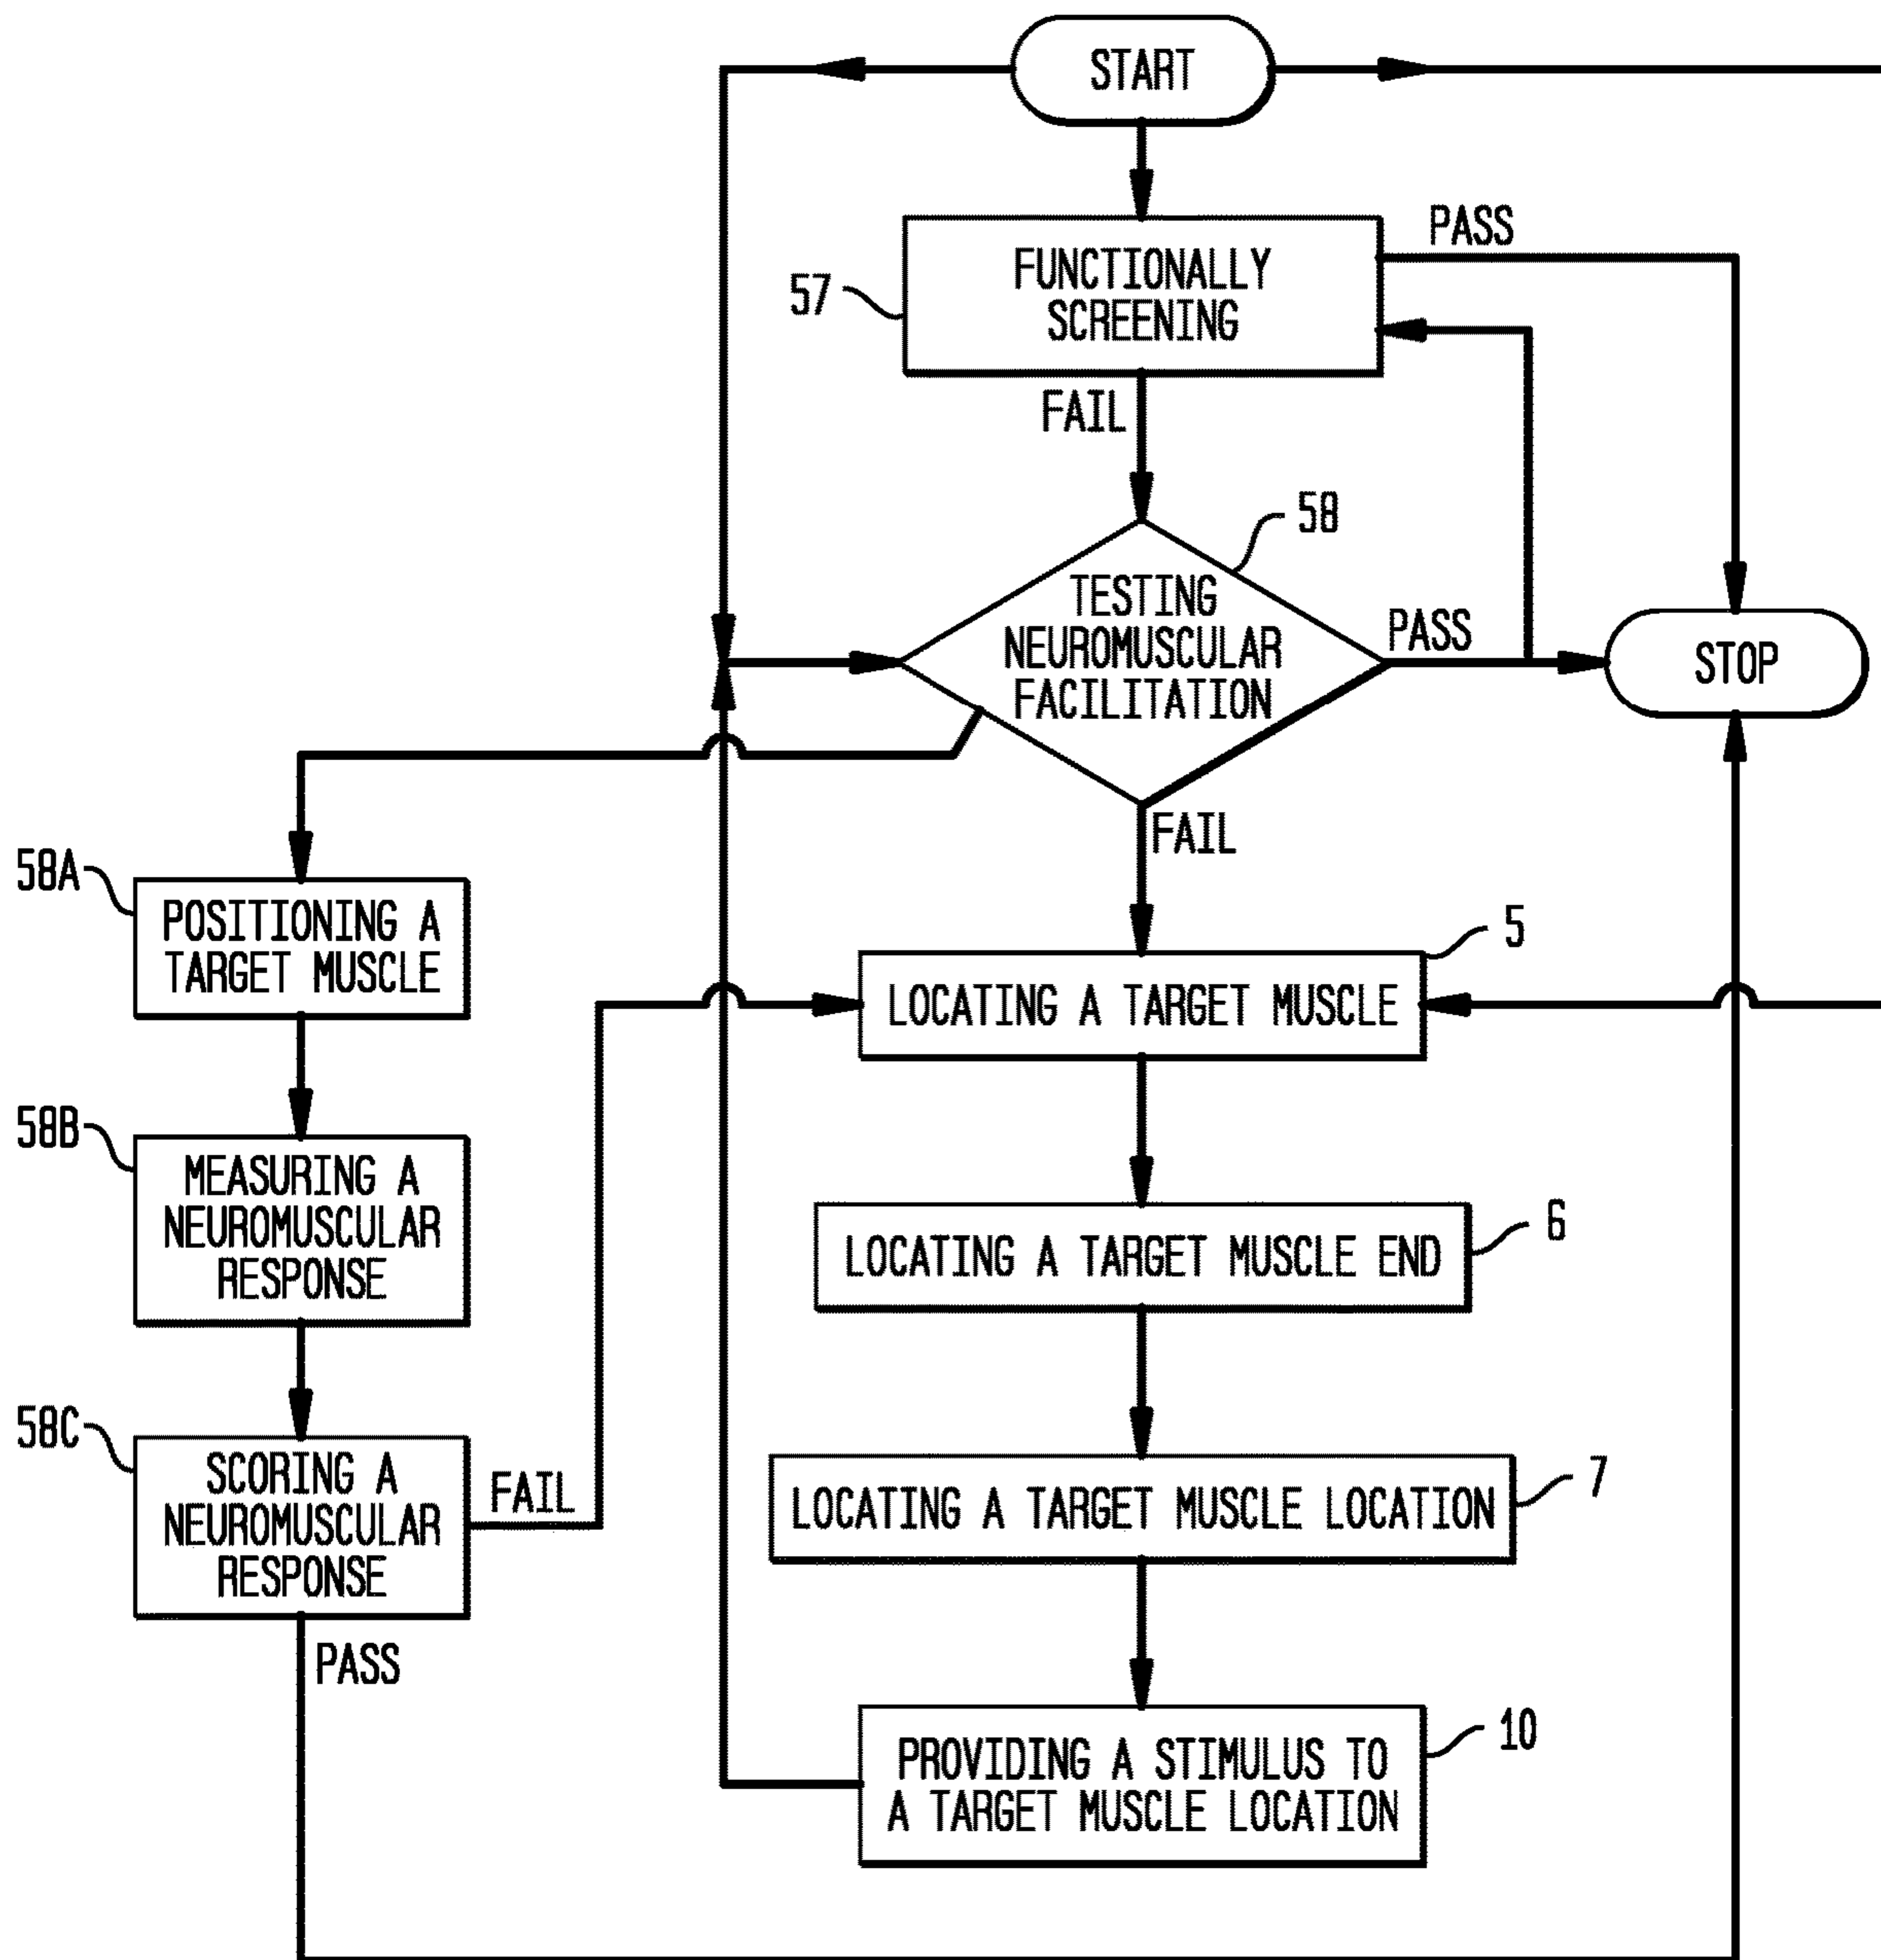 START
FUNCTIONALLY
SCREENING
57
PASS
FAIL
58
TESTING
NEUROMUSCULAR
FACILITATION
PASS
STOP
FAIL
58A
POSITIONING A
TARGET MUSCLE
5
LOCATING A TARGET MUSCLE
58B
MEASURING A
NEUROMUSCULAR
RESPONSE
6
LOCATING A TARGET MUSCLE END
58C
SCORING A
NEUROMUSCULAR
RESPONSE
FAIL
PASS
7
LOCATING A TARGET MUSCLE LOCATION
10
PROVIDING A STIMULUS TO
A TARGET MUSCLE LOCATION